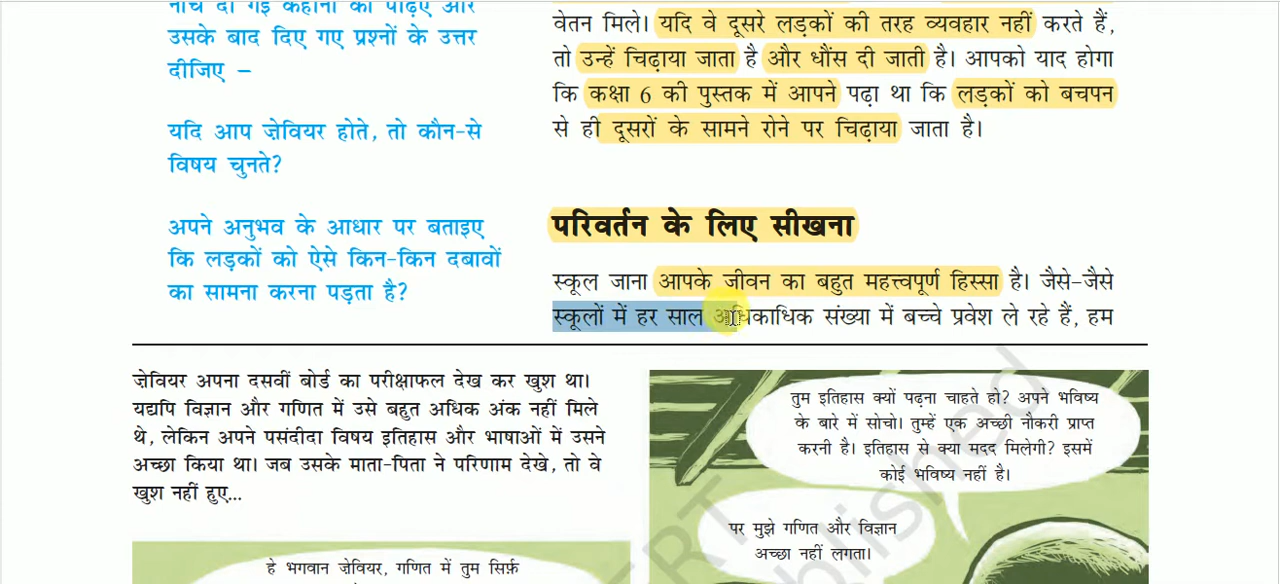 नीचे दी गई कहानी को पढ़िए और
उसके बाद दिए गए प्रश्नों के उत्तर
दीजिए –
यदि आप ज़ेवियर होते, तो कौन-से
विषय चुनते?
अपने अनुभव के आधार पर बताइए
कि लड़कों को ऐसे किन-किन दबावों
का सामना करना पड़ता है?
वेतन मिले। यदि वे दूसरे लड़कों की तरह व्यवहार नहीं करते हैं,
तो उन्हें चिढ़ाया जाता है और धौंस दी जाती है। आपको याद होगा
कि कक्षा 6 की पुस्तक में आपने पढ़ा था कि लड़कों को बचपन
से ही दूसरों के सामने रोने पर चिढ़ाया जाता है।
परिवर्तन के लिए सीखना
स्कूल जाना आपके जीवन का बहुत महत्त्वपूर्ण हिस्सा है। जैसे-जैसे
स्कूलों में हर साल अधिकाधिक संख्या में बच्चे प्रवेश ले रहे हैं, हम
ज़ेवियर अपना दसवीं बोर्ड का परीक्षाफल देख कर खुश था।
यद्यपि विज्ञान और गणित में उसे बहुत अधिक अंक नहीं मिले
थे, लेकिन अपने पसंदीदा विषय इतिहास और भाषाओं में उसने
अच्छा किया था। जब उसके माता-पिता ने परिणाम देखे, तो वे
खुश नहीं हुए...
हे भगवान ज़ेवियर, गणित में तुम सिर्फ़
तुम इतिहास क्यों पढ़ना चाहते हो? अपने भविष्य
के बारे में सोचो। तुम्हें एक अच्छी नौकरी प्राप्त
करनी है। इतिहास से क्या मदद मिलेगी? इसमें
कोई भविष्य नहीं है।
पर मुझे गणित और विज्ञान
अच्छा नहीं लगता।